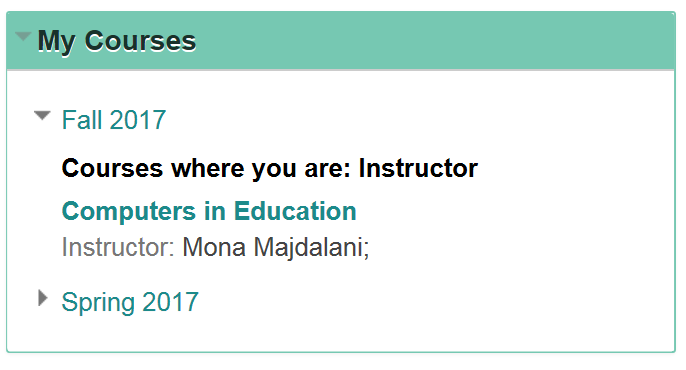 My Courses
Fall 2017
Courses where you are: Instructor
Computers in Education
Instructor: Mona Majdalani;
Spring 2017